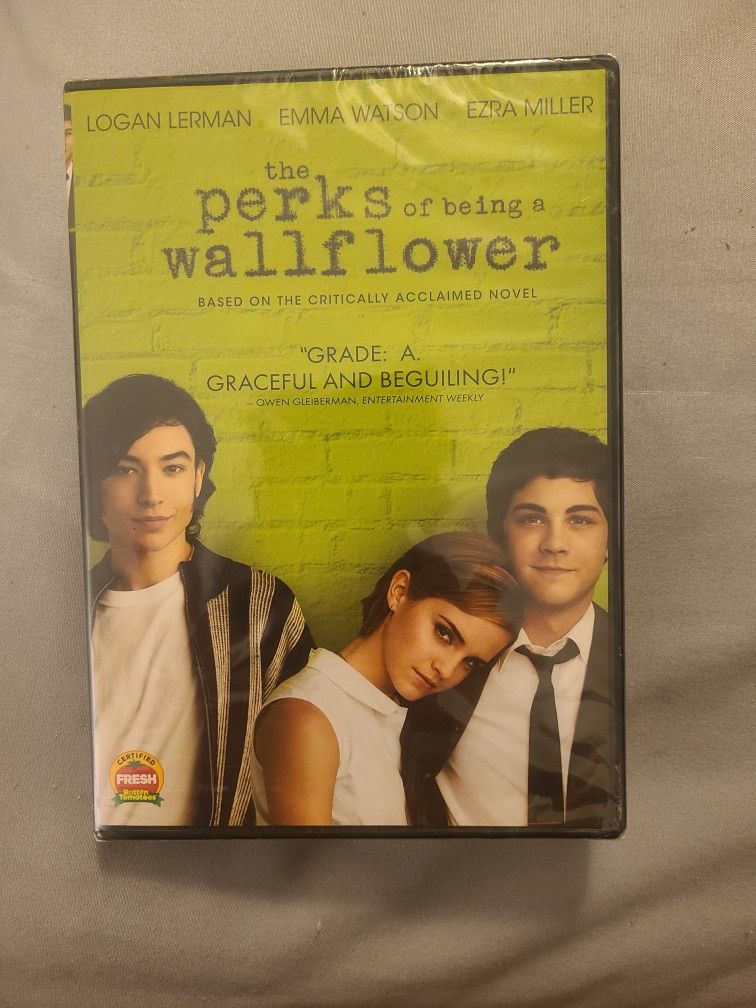 LOGAN LERMAN EMMA WATSON EZRA MILLER
the
perks of being a
wallflower
BASED ON THE CRITICALLY ACCLAIMED NOVEL
"GRADE: A.
GRACEFUL AND BEGUILING!"
– OWEN GLEIBERMAN, ENTERTAINMENT WEEKLY
CERTIFIED
FRESH
Rotten
Tomatoes